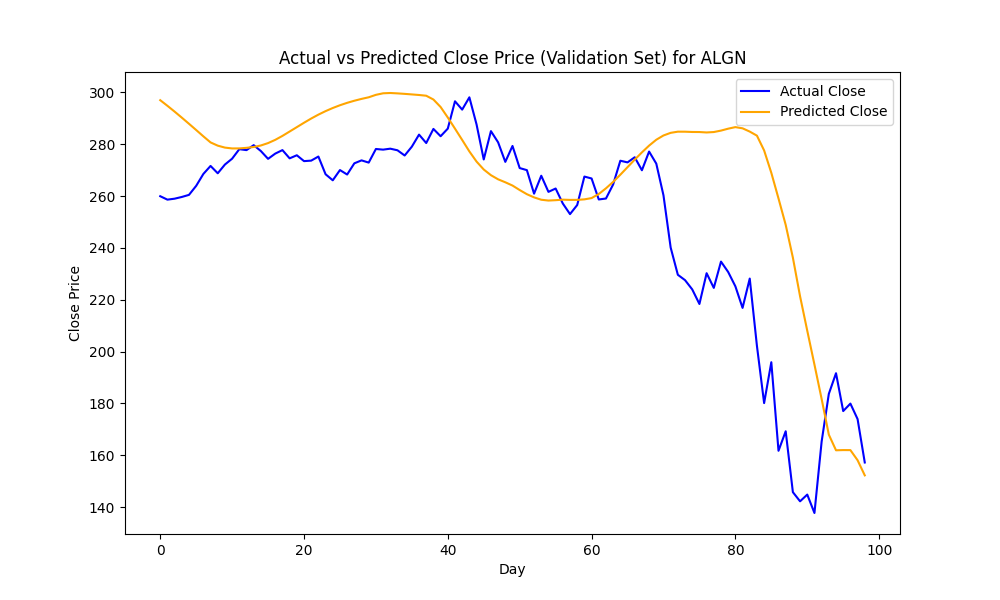 Actual vs Predicted Close Price (Validation Set) for ALGN
Actual Close
Predicted Close
Close Price
300
280
260
240
220
200
180
160
140
0 20 40 60 80 100
Day